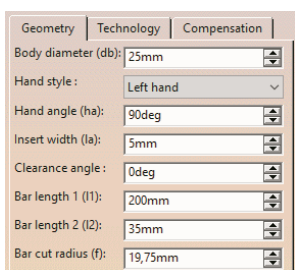 Geometry Technology Compensation
Body diameter (db): 25mm
Hand style : Left hand
Hand angle (ha): 90deg
Insert width (la): 5mm
Clearance angle : 0deg
Bar length 1 (l1): 200mm
Bar length 2 (l2): 35mm
Bar cut radius (f): 19,75mm